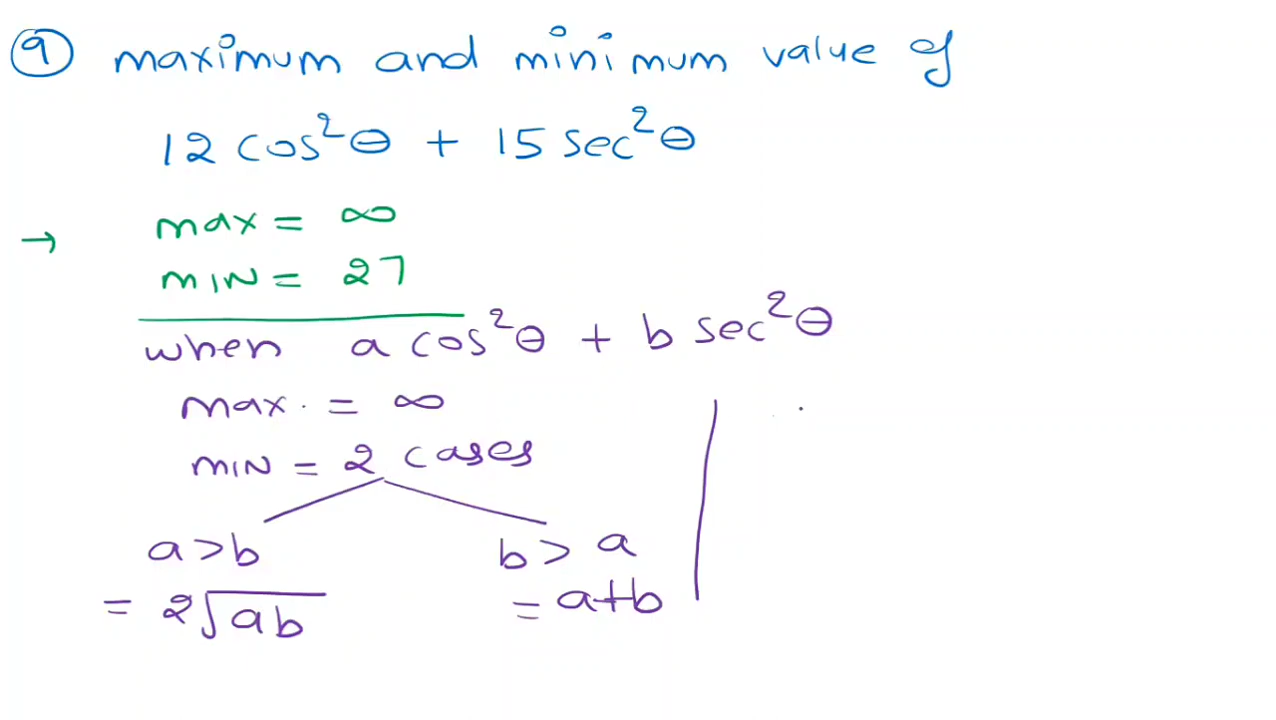 9 maximum and minimum value of
12 cos²θ + 15 sec²θ
→ max = ∞
MIN = 27
when a cos²θ + b sec²θ
max. = ∞
MIN = 2 cases
a>b b > a
= 2√ab = a+b